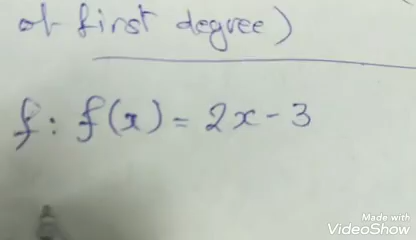 of first degree)
f: f(x) = 2x - 3
Made with
VideoShow